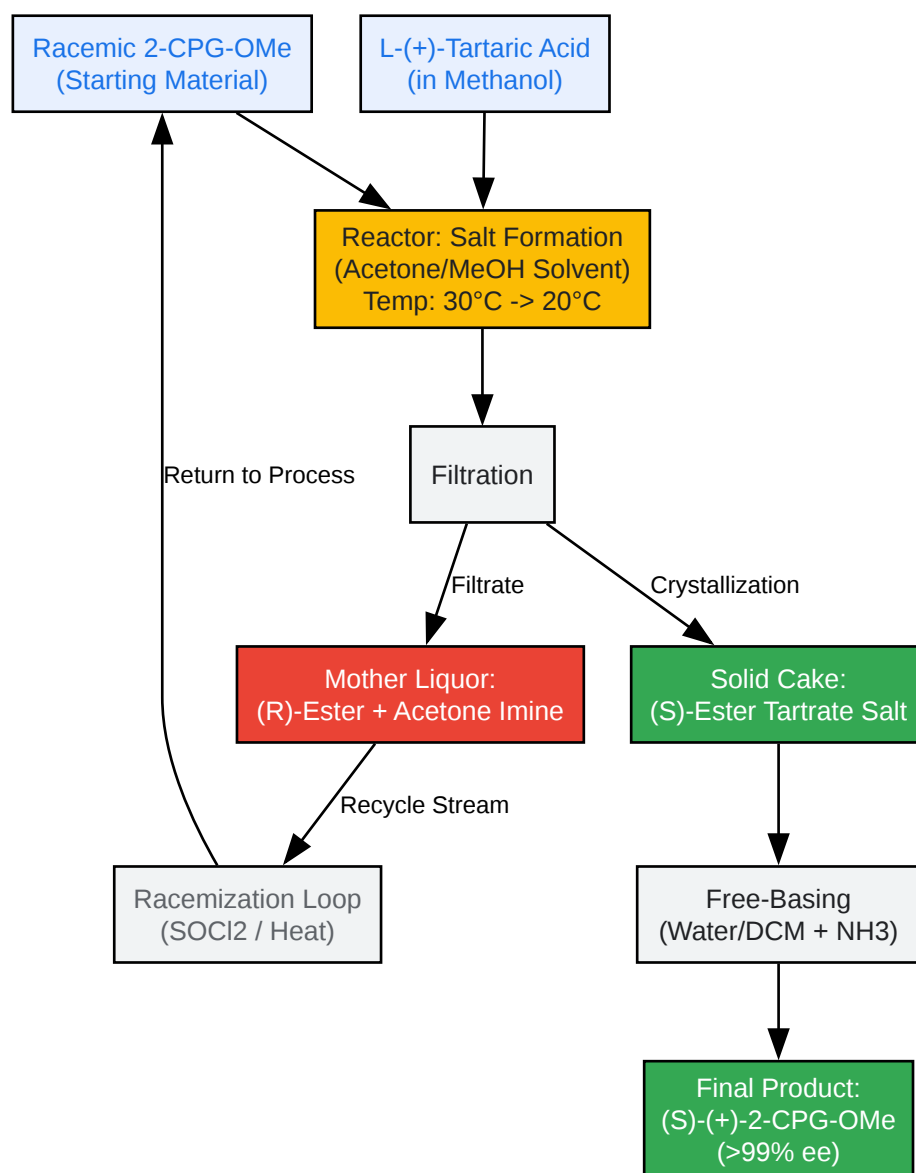 Racemic 2-CPG-OMe
(Starting Material)
L-(+)-Tartaric Acid
(in Methanol)
Reactor: Salt Formation
(Acetone/MeOH Solvent)
Temp: 30°C -> 20°C
Filtration
Return to Process
Filtrate
Crystallization
Mother Liquor:
(R)-Ester + Acetone Imine
Solid Cake:
(S)-Ester Tartrate Salt
Recycle Stream
Racemization Loop
(SOCl2 / Heat)
Free-Basing
(Water/DCM + NH3)
Final Product:
(S)-(+)-2-CPG-OMe
(>99% ee)